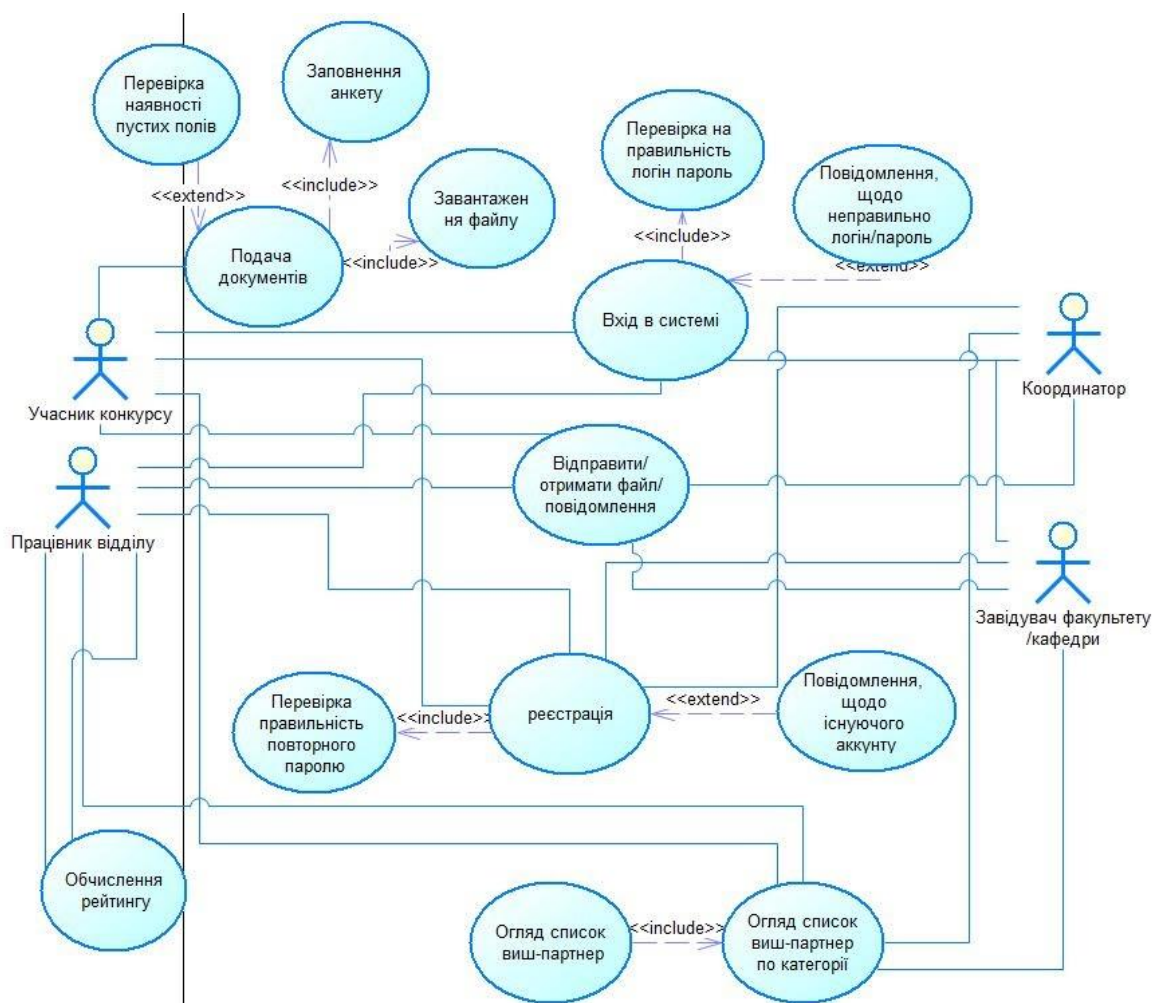 Перевірка
наявності
пустих полів
Заповнення
анкету
<<extend>>
<<include>>
Завантажен
ня файлу
Подача
документів
<<include>>
Перевірка на
правильність
логін пароль
Повідомлення,
щодо
неправильно
логін/пароль
<<include>>
<<extend>>
Вхід в системі
Учасник конкурсу
Координатор
Відправити/
отримати файл/
повідомлення
Працівник відділу
Завідувач факультету
/кафедри
Перевірка
правильність
повторного
паролю
<<include>>
реєстрація
<<extend>>
Повідомлення,
щодо
існуючого
аккунту
Обчислення
рейтингу
Огляд список
виш-партнер
<<include>>
Огляд список
виш-партнер
по категорії